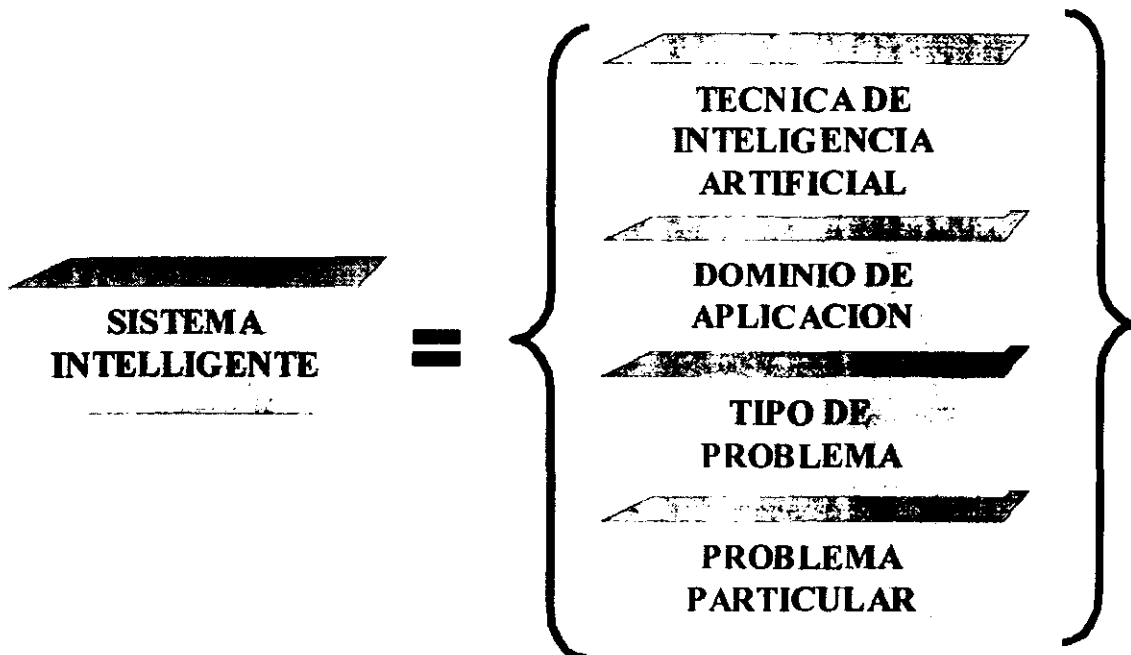 SISTEMA
INTELLIGENTE
=
TECNICA DE
INTELIGENCIA
ARTIFICIAL
DOMINIO DE
APLICACION
TIPO DE
PROBLEMA
PROBLEMA
PARTICULAR